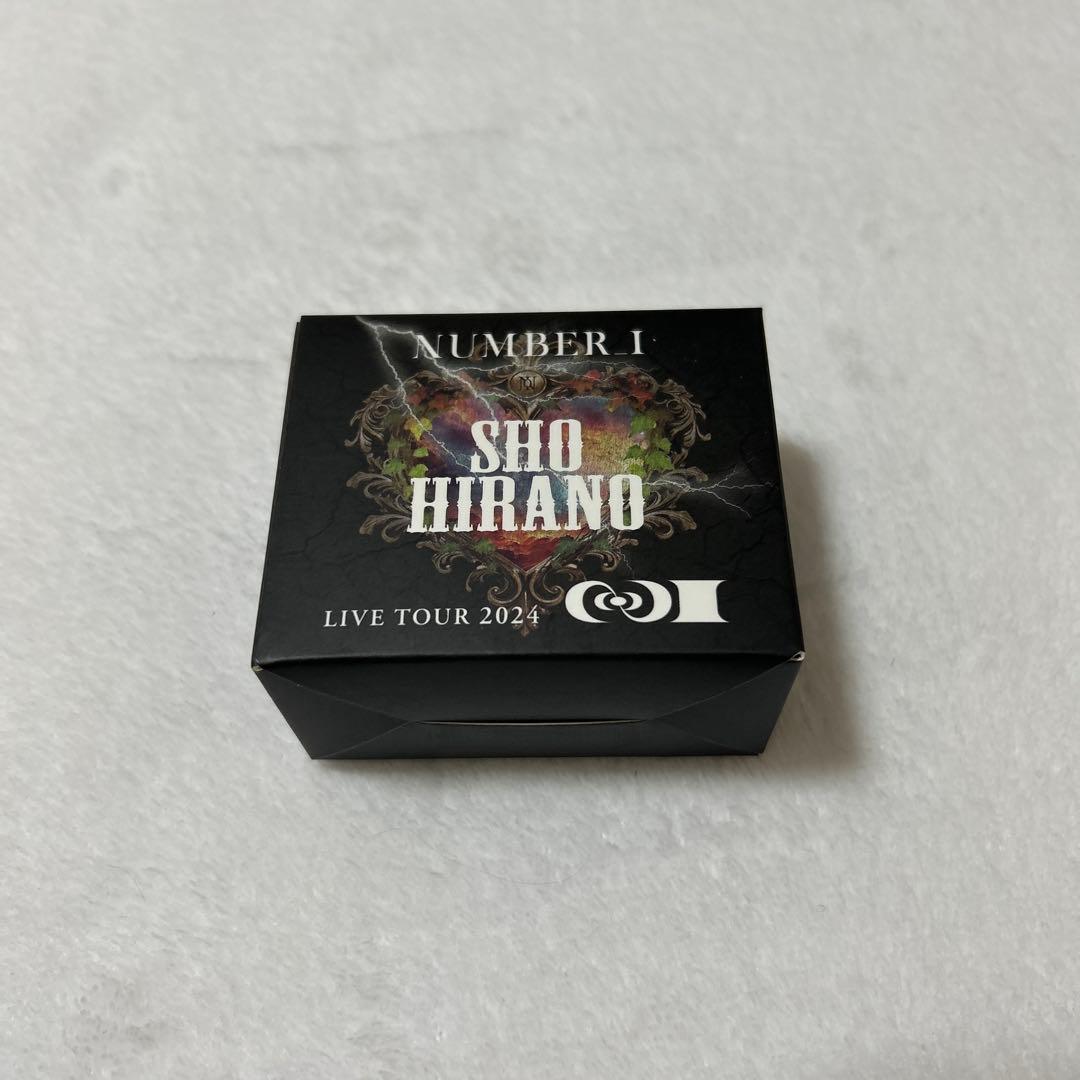 NUMBER_I
SHO
HIRANO
LIVE TOUR 2024